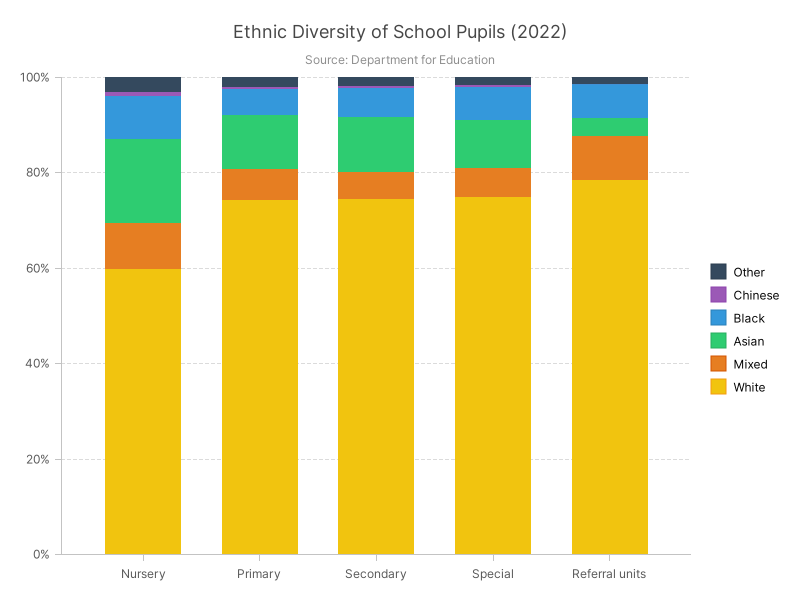 Ethnic Diversity of School Pupils (2022)
Source: Department for Education
100%
80%
60%
40%
20%
0%
Nursery
Primary
Secondary
Special
Referral units
Other
Chinese
Black
Asian
Mixed
White